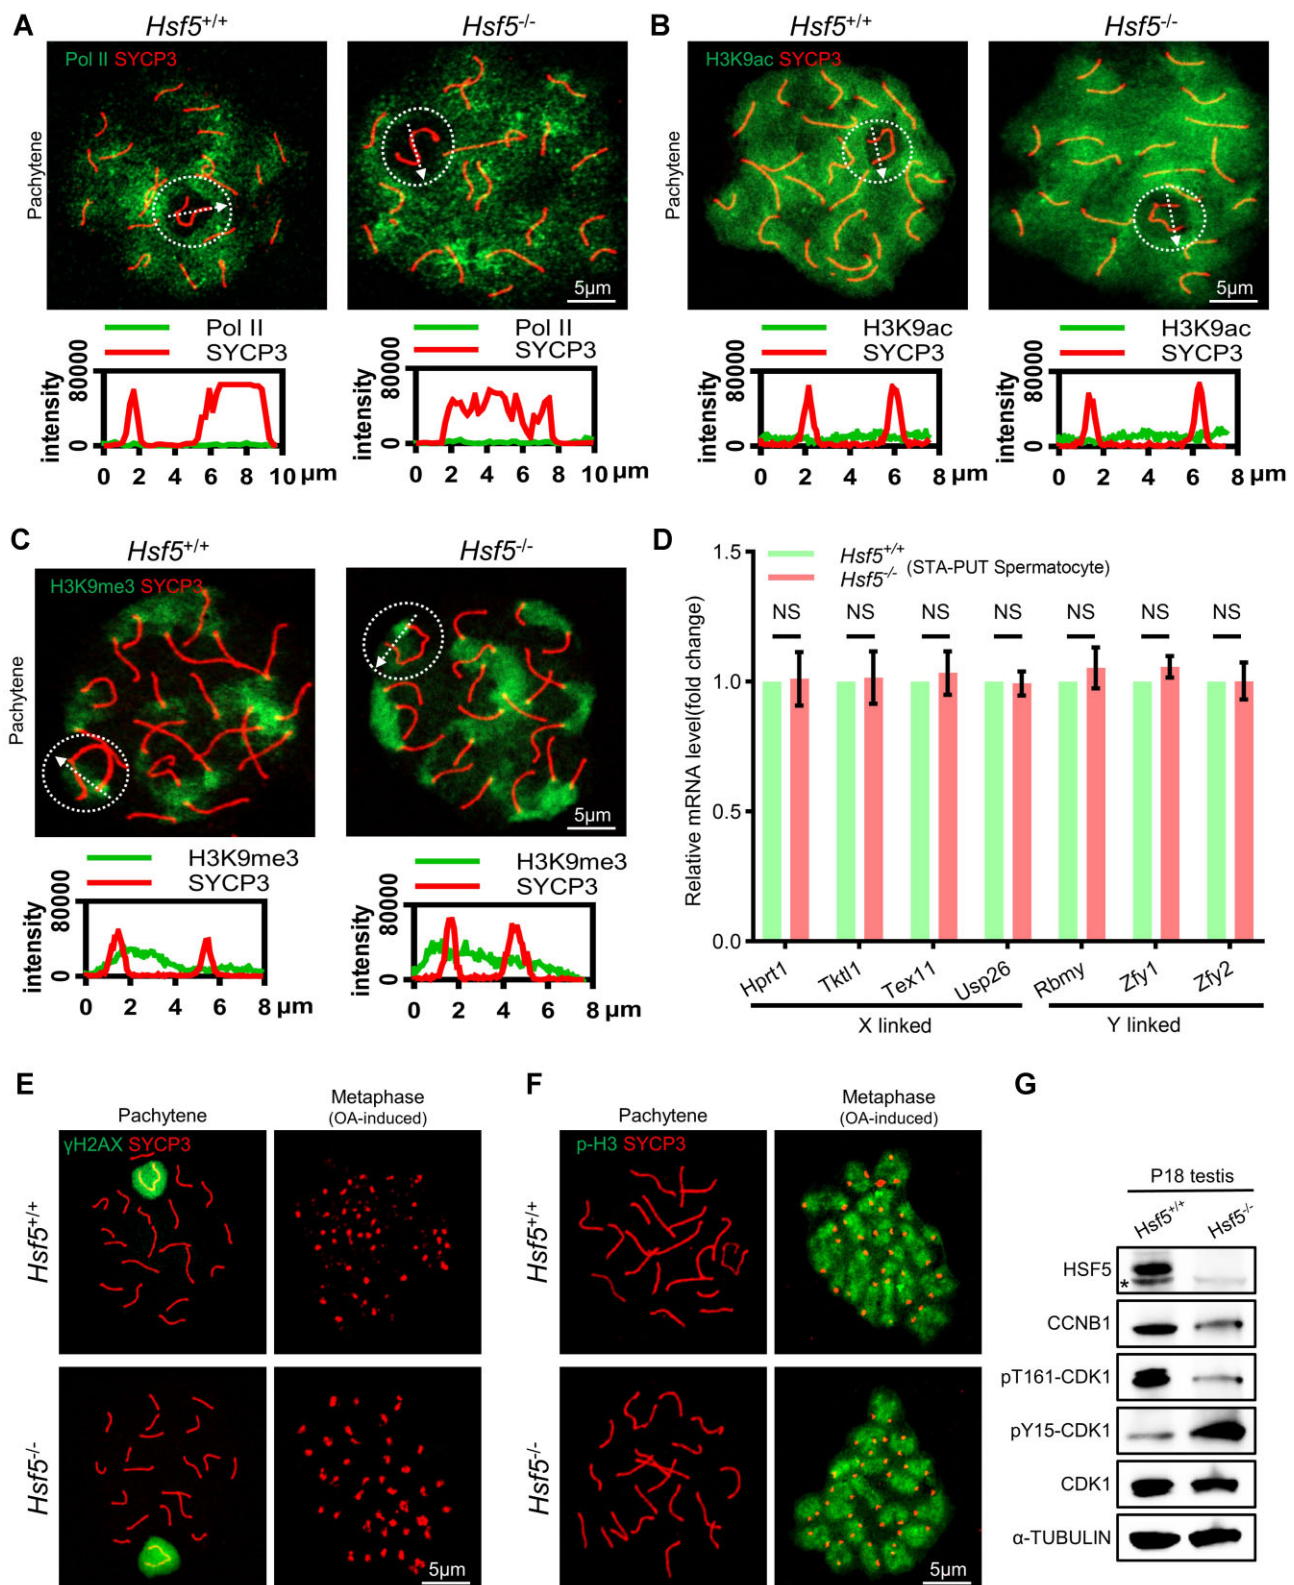 A
Hsf5+/+
Hsf5-/-
Pol II SYCP3
Pachytene
5μm
Pol II
SYCP3
Pol II
SYCP3
intensity
80000
0
0 2 4 6 8 10 μm
intensity
80000
0
0 2 4 6 8 10 μm
B
Hsf5+/+
Hsf5-/-
H3K9ac SYCP3
Pachytene
5μm
H3K9ac
SYCP3
H3K9ac
SYCP3
intensity
80000
0
0 2 4 6 8 μm
intensity
80000
0
0 2 4 6 8 μm
C
Hsf5+/+
Hsf5-/-
H3K9me3 SYCP3
Pachytene
5μm
H3K9me3
SYCP3
H3K9me3
SYCP3
intensity
80000
0
0 2 4 6 8 μm
intensity
80000
0
0 2 4 6 8 μm
D
Hsf5+/+
Hsf5-/-
(STA-PUT Spermatocyte)
Relative mRNA level(fold change)
1.5
1.0
0.5
0.0
NS NS NS NS NS NS NS
Hprt1 Tktl1 Tex11 Usp26 Rbmy Zfy1 Zfy2
X linked Y linked
E
Pachytene
Metaphase
(OA-induced)
γH2AX SYCP3
Hsf5+/+
Hsf5-/-
5μm
F
Pachytene
Metaphase
(OA-induced)
p-H3 SYCP3
Hsf5+/+
Hsf5-/-
5μm
G
P18 testis
Hsf5+/+ Hsf5-/-
HSF5
*
CCNB1
pT161-CDK1
pY15-CDK1
CDK1
α-TUBULIN